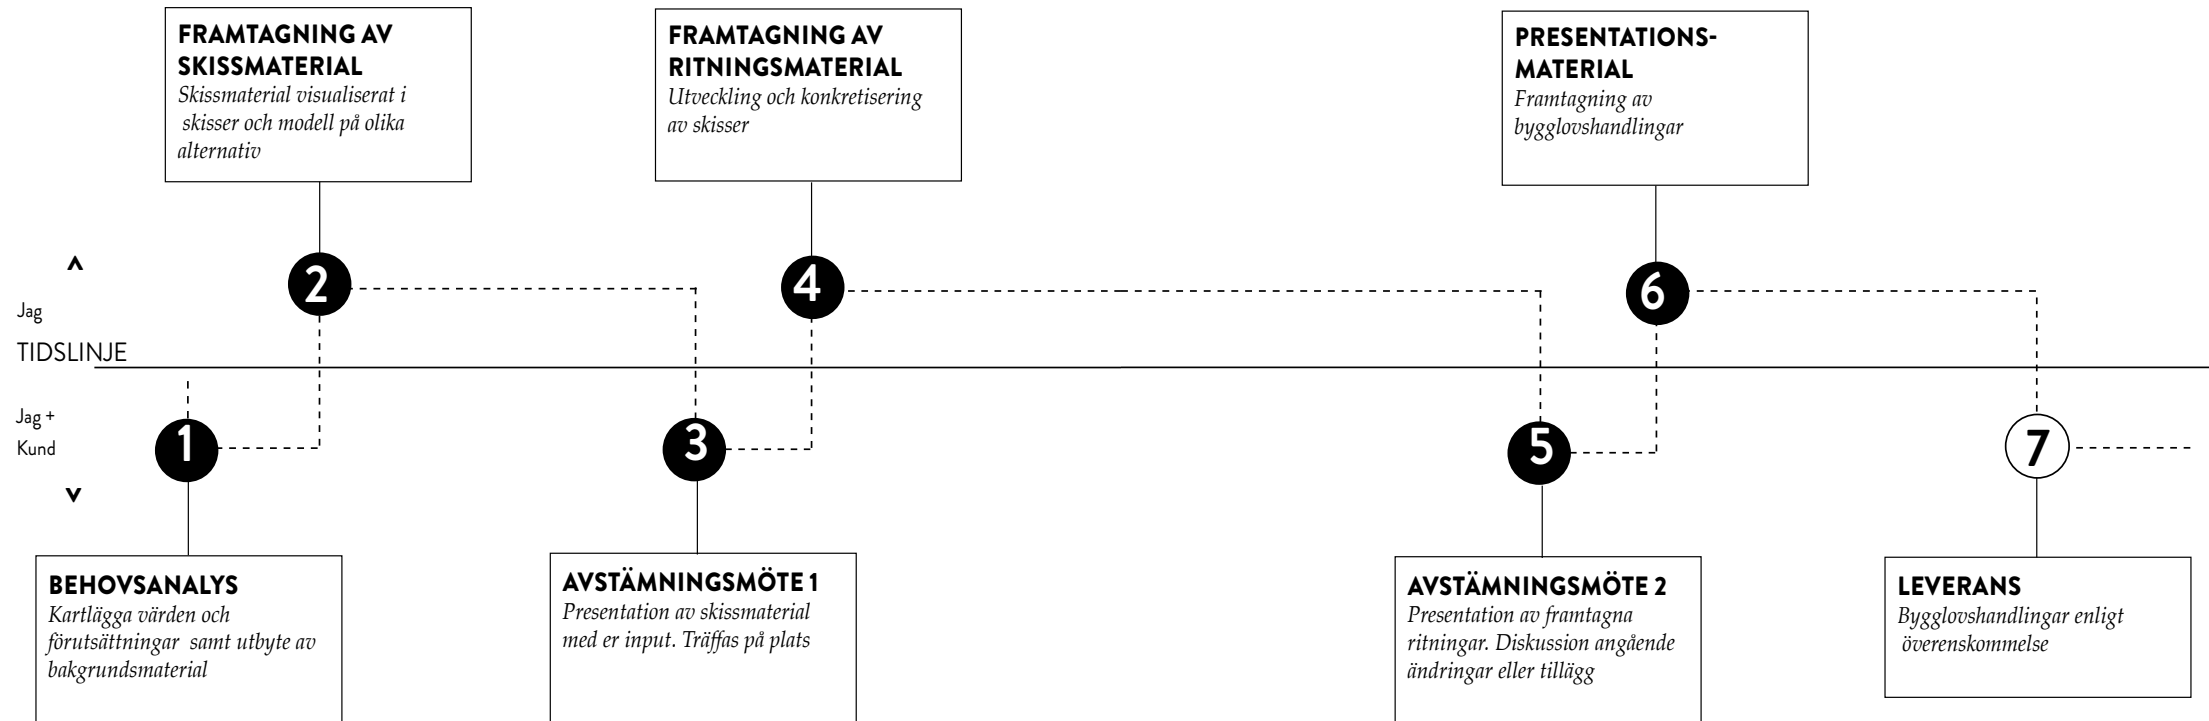 FRAMTAGNING AV
SKISSMATERIAL
Skissmaterial visualiserat i
skisser och modell på olika
alternativ
FRAMTAGNING AV
RITNINGSMATERIAL
Utveckling och konkretisering
av skisser
PRESENTATIONS-
MATERIAL
Framtagning av
bygglovshandlingar
2
4
6
Jag
TIDSLINJE
Jag +
Kund
1
3
5
7
BEHOVSANALYS
Kartlägga värden och
förutsättningar samt utbyte av
bakgrundsmaterial
AVSTÄMNINGSMÖTE 1
Presentation av skissmaterial
med er input. Träffas på plats
AVSTÄMNINGSMÖTE 2
Presentation av framtagna
ritningar. Diskussion angående
ändringar eller tillägg
LEVERANS
Bygglovshandlingar enligt
överenskommelse